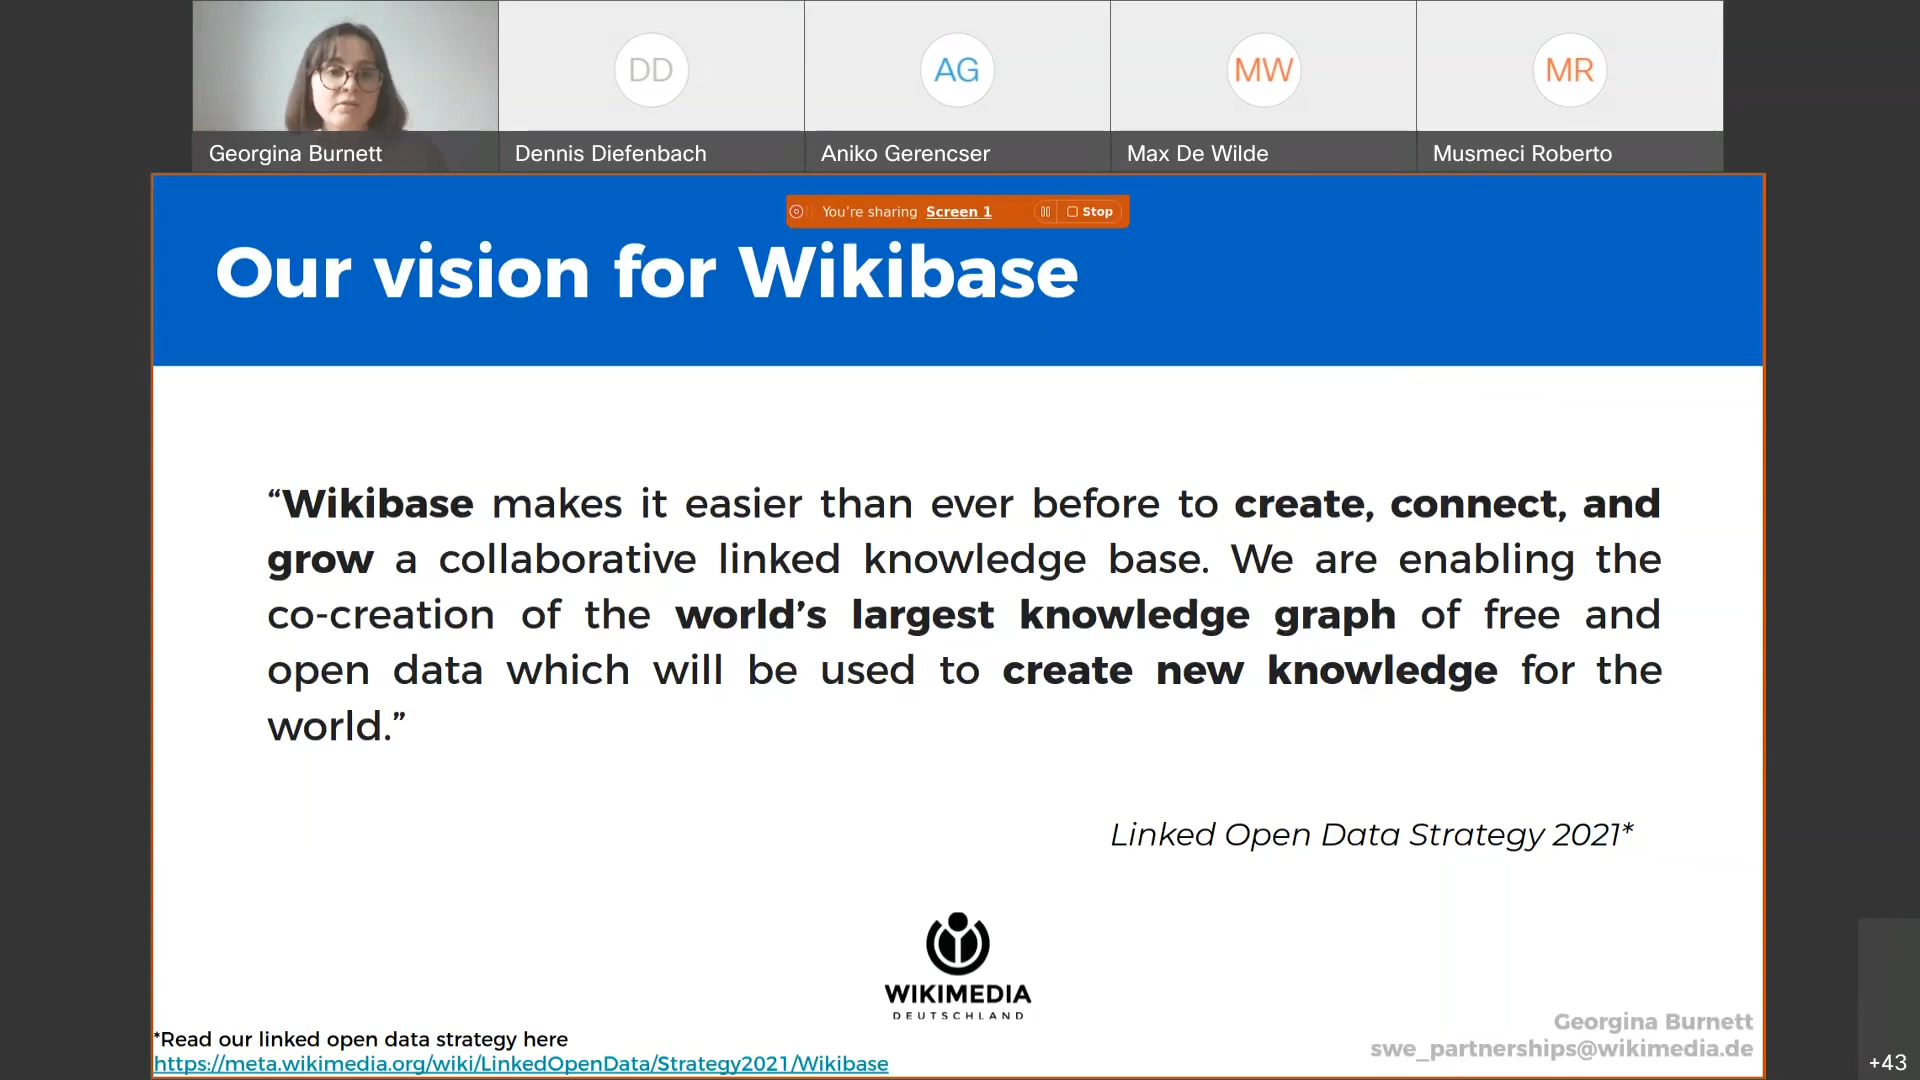 DD
AG
MW
MR
Georgina Burnett
Dennis Diefenbach
Aniko Gerencser
Max De Wilde
Musmeci Roberto
You're sharing Screen 1
Stop
Our vision for Wikibase
“Wikibase makes it easier than ever before to create, connect, and
grow a collaborative linked knowledge base. We are enabling the
co-creation of the world’s largest knowledge graph of free and
open data which will be used to create new knowledge for the
world.”
Linked Open Data Strategy 2021*
WIKIMEDIA
DEUTSCHLAND
*Read our linked open data strategy here
https://meta.wikimedia.org/wiki/LinkedOpenData/Strategy2021/Wikibase
Georgina Burnett
swe_partnerships@wikimedia.de
+43